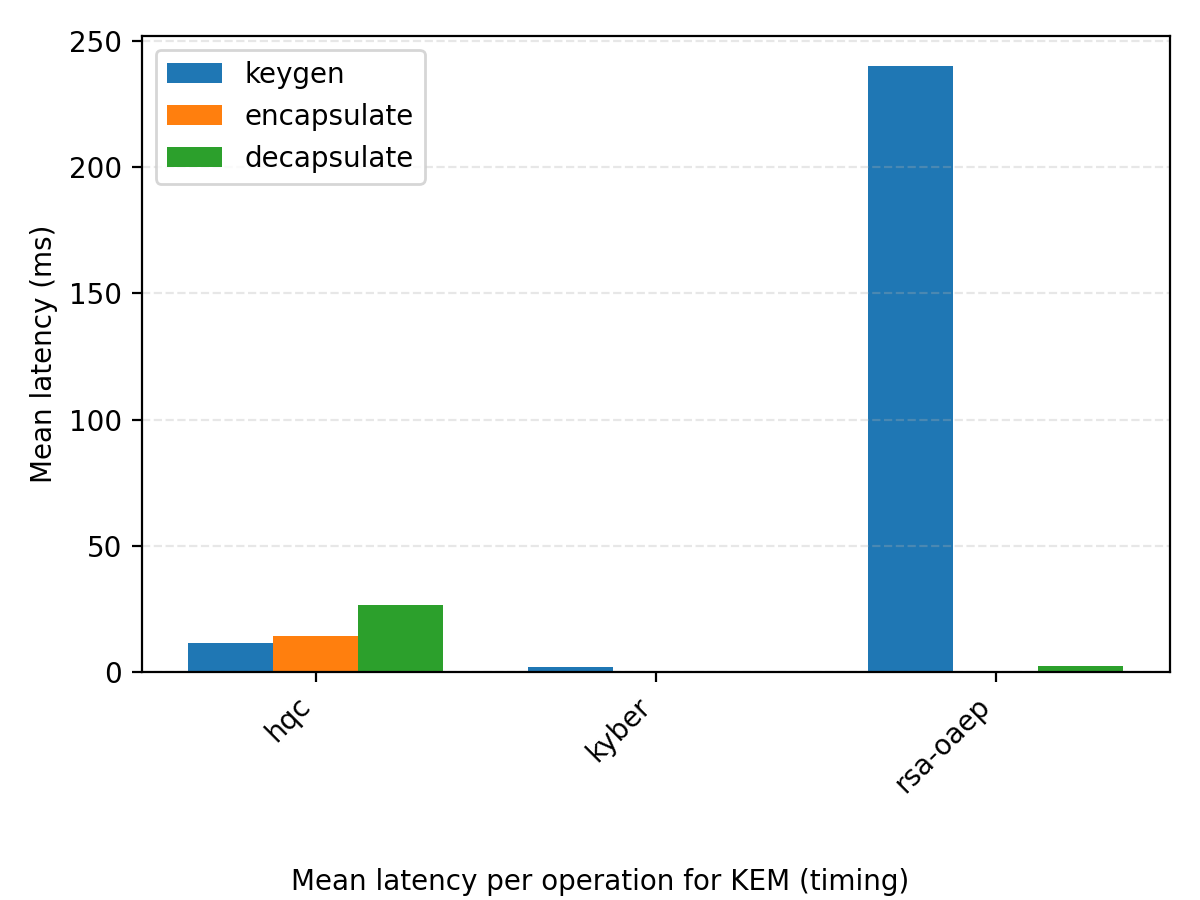 250
200
150
100
50
0
Mean latency (ms)
keygen
encapsulate
decapsulate
hqc
kyber
rsa-oaep
Mean latency per operation for KEM (timing)